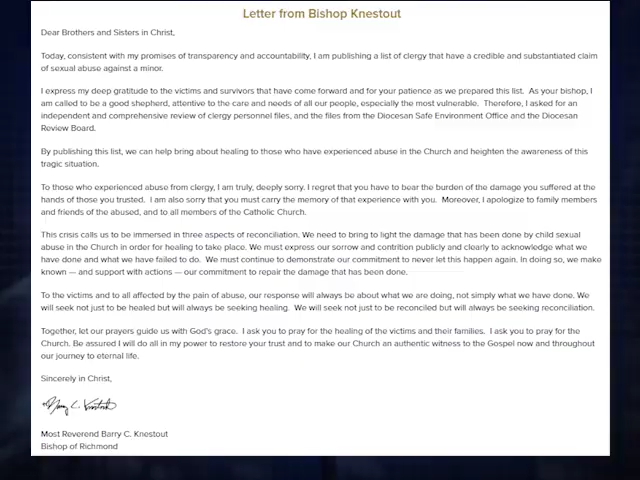 Letter from Bishop Knestout
Dear Brothers and Sisters in Christ,
Today, consistent with my promises of transparency and accountability, I am publishing a list of clergy that have a credible and substantiated claim
of sexual abuse against a minor.
I express my deep gratitude to the victims and survivors that have come forward and for your patience as we prepared this list. As your bishop, I
am called to be a good shepherd, attentive to the care and needs of all our people, especially the most vulnerable. Therefore, I asked for an
independent and comprehensive review of clergy personnel files, and the files from the Diocesan Safe Environment Office and the Diocesan
Review Board.
By publishing this list, we can help bring about healing to those who have experienced abuse in the Church and heighten the awareness of this
tragic situation.
To those who experienced abuse from clergy, I am truly, deeply sorry. I regret that you have to bear the burden of the damage you suffered at the
hands of those you trusted. I am also sorry that you must carry the memory of that experience with you. Moreover, I apologize to family members
and friends of the abused, and to all members of the Catholic Church.
This crisis calls us to be immersed in three aspects of reconciliation. We need to bring to light the damage that has been done by child sexual
abuse in the Church in order for healing to take place. We must express our sorrow and contrition publicly and clearly to acknowledge what we
have done and what we have failed to do. We must continue to demonstrate our commitment to never let this happen again. In doing so, we make
known — and support with actions — our commitment to repair the damage that has been done.
To the victims and to all affected by the pain of abuse, our response will always be about what we are doing, not simply what we have done. We
will seek not just to be healed but will always be seeking healing. We will seek not just to be reconciled but will always be seeking reconciliation.
Together, let our prayers guide us with God's grace. I ask you to pray for the healing of the victims and their families. I ask you to pray for the
Church. Be assured I will do all in my power to restore your trust and to make our Church an authentic witness to the Gospel now and throughout
our journey to eternal life.
Sincerely in Christ,
+Barry C. Knestout
Most Reverend Barry C. Knestout
Bishop of Richmond